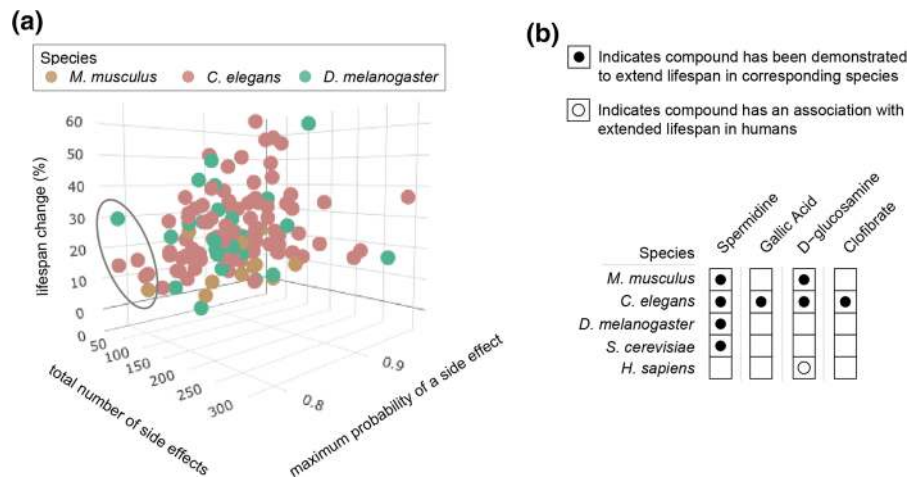 (a)
Species
M. musculus C. elegans D. melanogaster
60
50
40
30
20
10
0
lifespan change (%)
0
50
100
150
200
250
300
total number of side effects
0.9
0.8
maximum probability of a side effect
(b)
Indicates compound has been demonstrated
to extend lifespan in corresponding species
Indicates compound has an association with
extended lifespan in humans
Species
Spermidine
Gallic Acid
D-glucosamine
Clofibrate
M. musculus
C. elegans
D. melanogaster
S. cerevisiae
H. sapiens